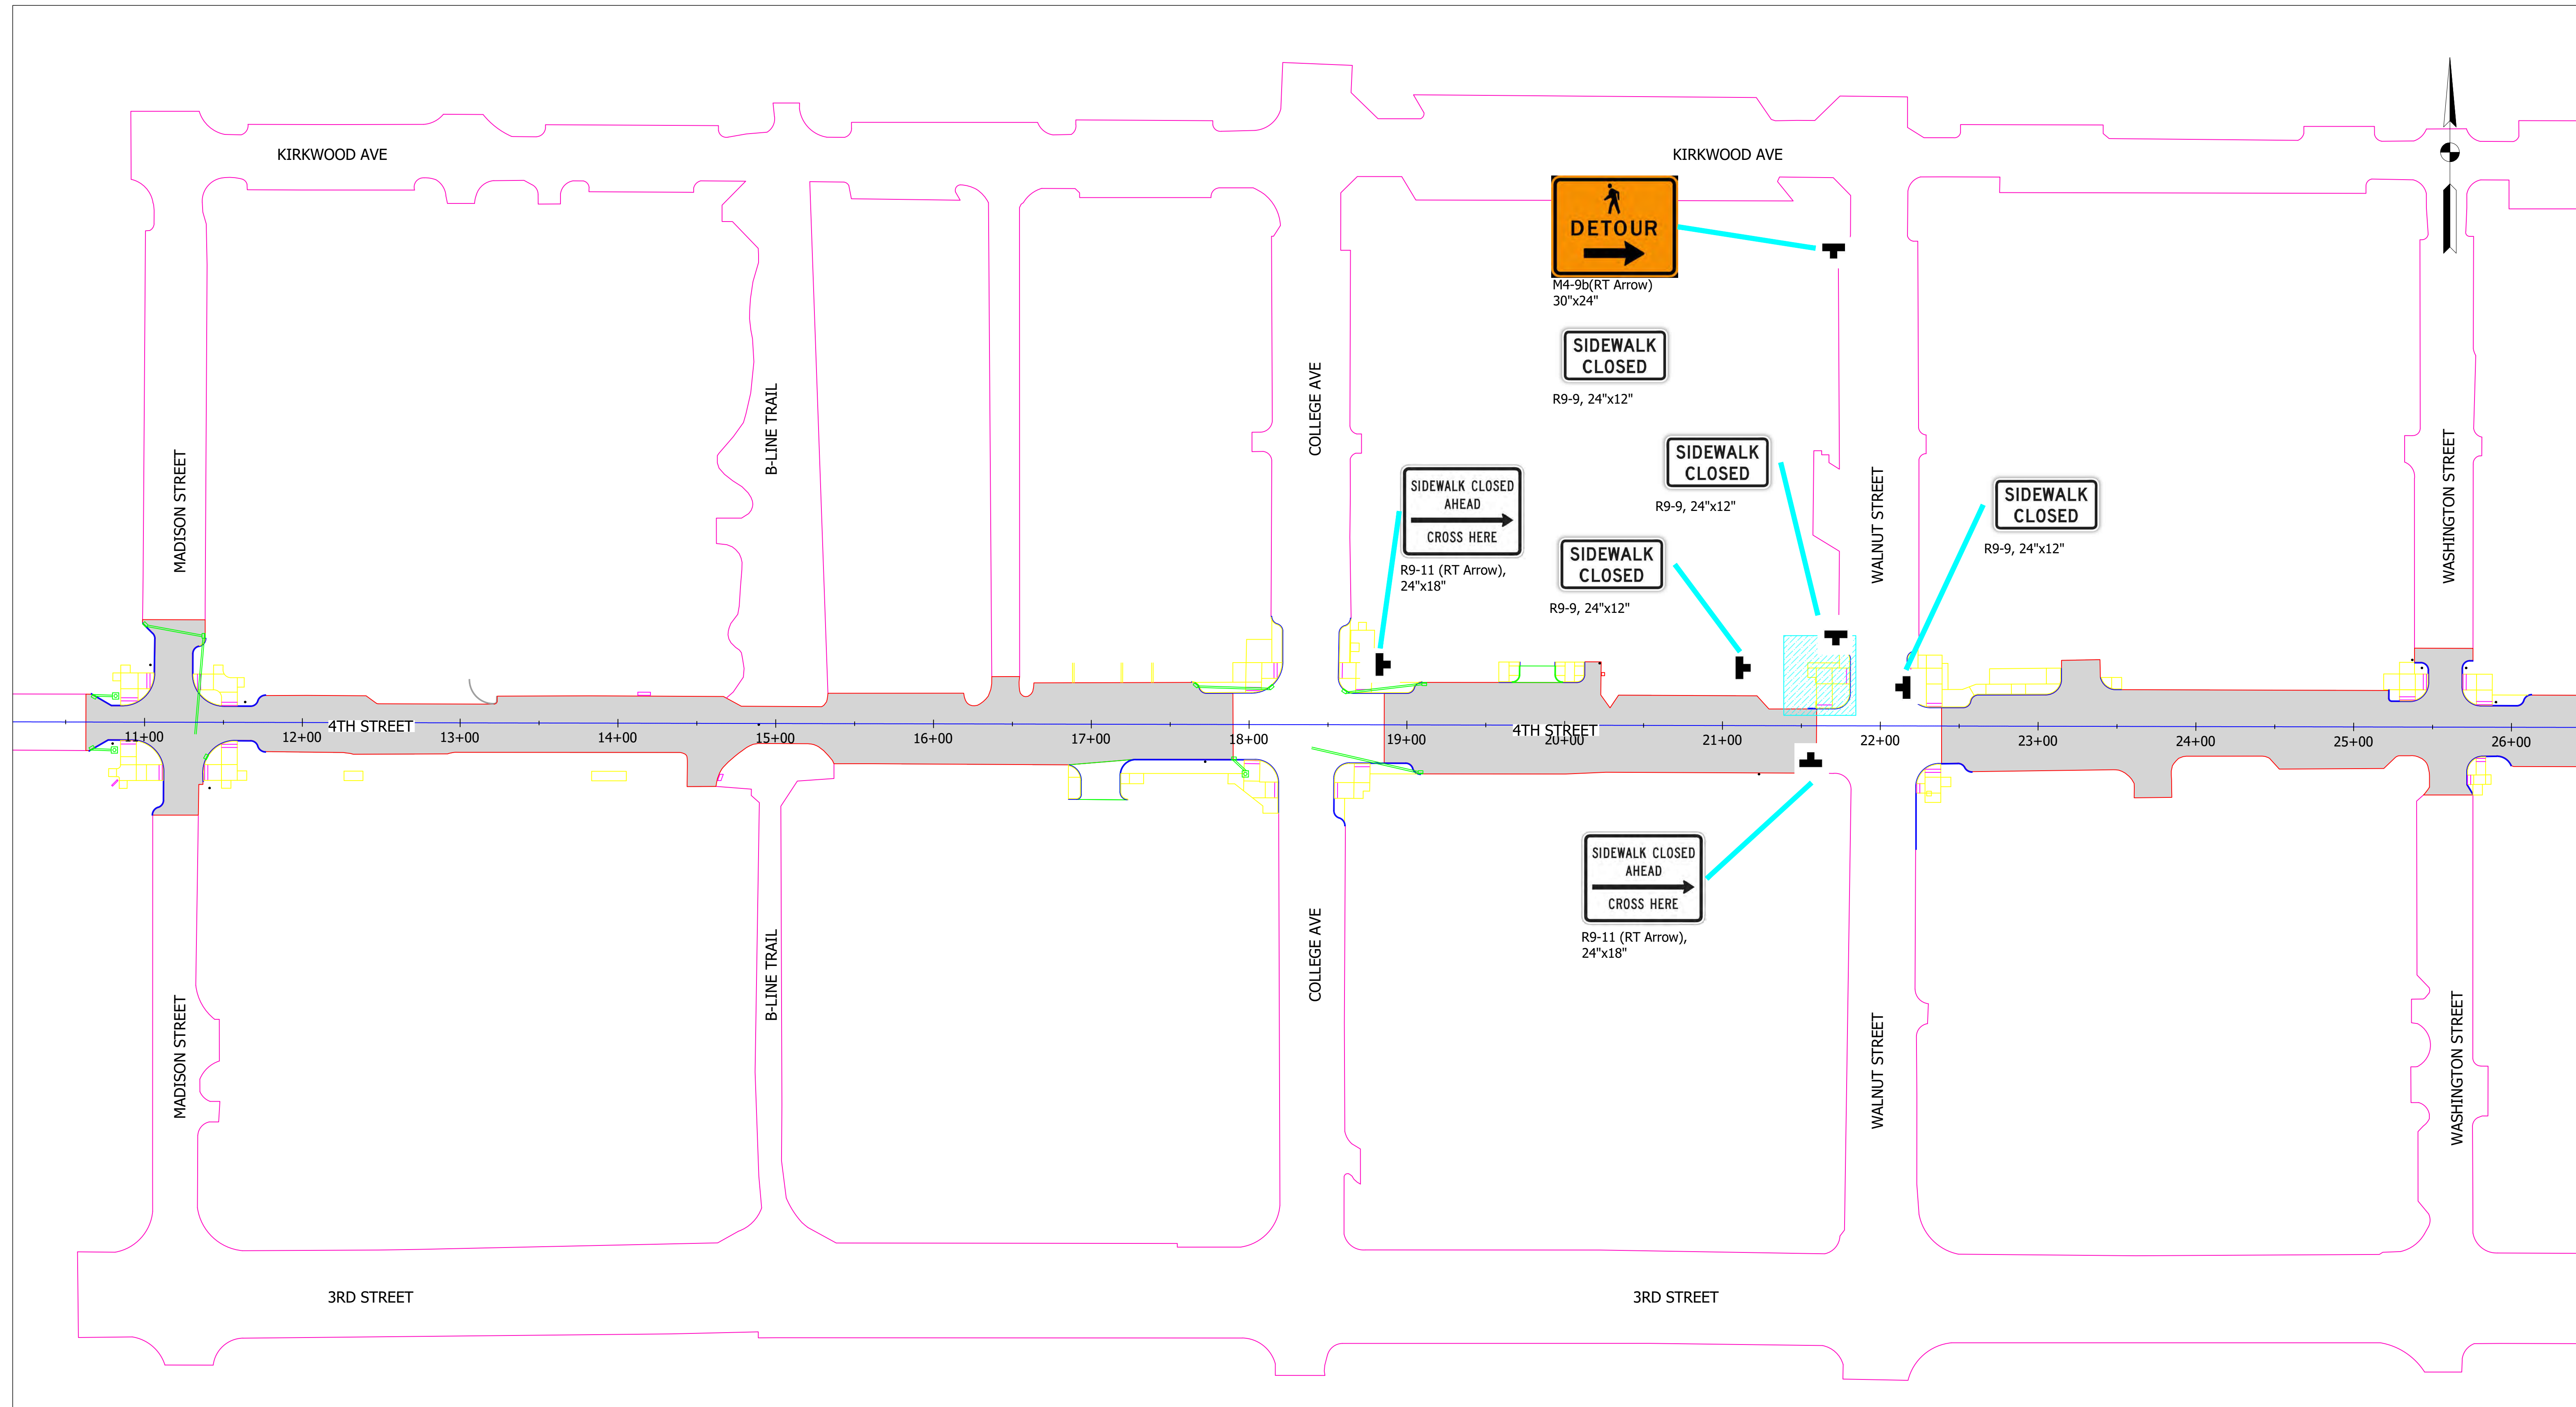 KIRKWOOD AVE
KIRKWOOD AVE
DETOUR
M4-9b(RT Arrow)
30"x24"
SIDEWALK
CLOSED
R9-9, 24"x12"
SIDEWALK
CLOSED
R9-9, 24"x12"
SIDEWALK CLOSED
AHEAD
CROSS HERE
R9-11 (RT Arrow),
24"x18"
SIDEWALK
CLOSED
R9-9, 24"x12"
SIDEWALK
CLOSED
R9-9, 24"x12"
MADISON STREET
B-LINE TRAIL
COLLEGE AVE
WALNUT STREET
WASHINGTON STREET
4TH STREET
4TH STREET
11+00
12+00
13+00
14+00
15+00
16+00
17+00
18+00
19+00
20+00
21+00
22+00
23+00
24+00
25+00
26+00
SIDEWALK CLOSED
AHEAD
CROSS HERE
R9-11 (RT Arrow),
24"x18"
MADISON STREET
B-LINE TRAIL
COLLEGE AVE
WALNUT STREET
WASHINGTON STREET
3RD STREET
3RD STREET